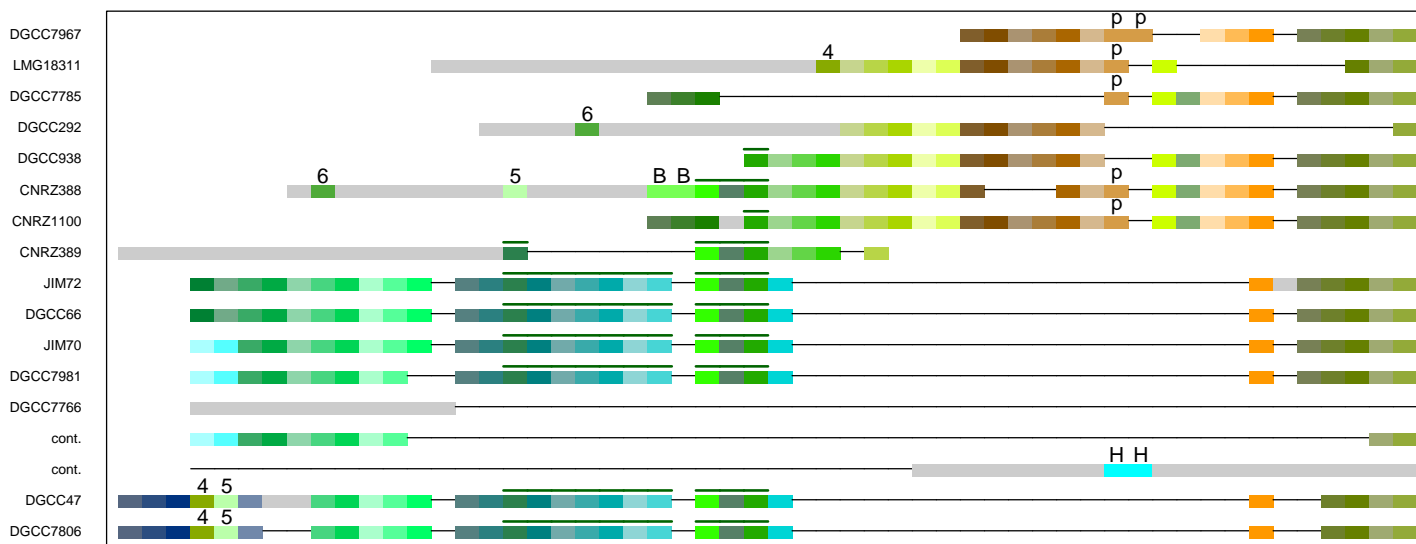 p p
DGCC7967
p
4
LMG18311
p
DGCC7785
6
DGCC292
DGCC938
6 5 B B p
CNRZ388
p
CNRZ1100
CNRZ389
JIM72
DGCC66
JIM70
DGCC7981
DGCC7766
cont.
H H
cont.
4 5
DGCC47
4 5
DGCC7806